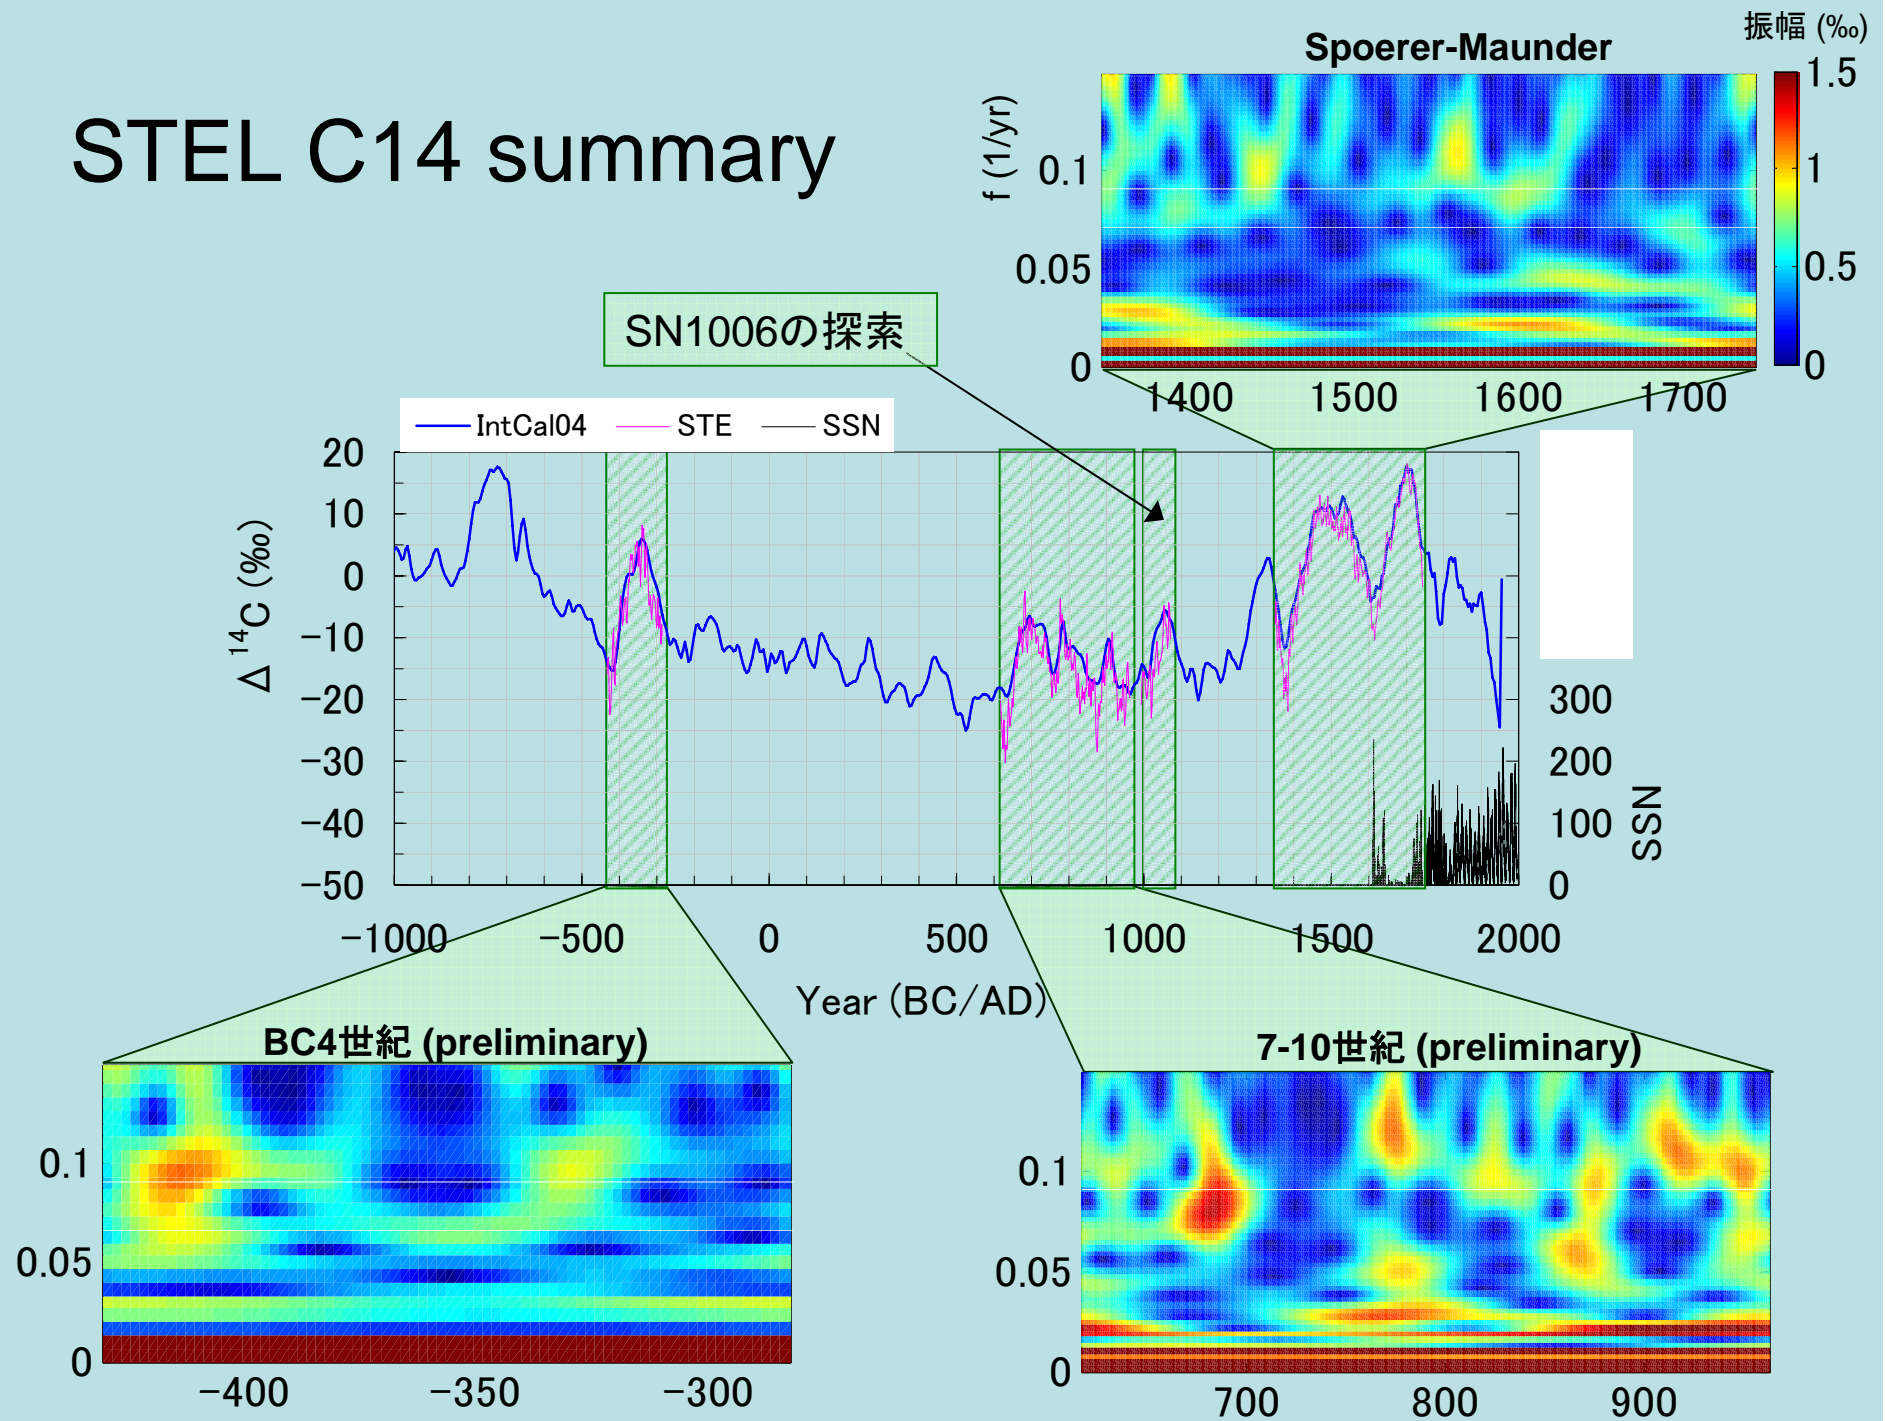 振幅 (‰)
Spoerer-Maunder
1.5
1
0.5
0
f (1/yr)
0.1
0.05
0
1400 1500 1600 1700
STEL C14 summary
SN1006の探索
IntCal04 STE SSN
20
10
0
−10
−20
−30
−40
−50
Δ ¹⁴C (‰)
300
200
100
0
SSN
−1000 −500 0 500 1000 1500 2000
Year (BC/AD)
BC4世紀 (preliminary)
0.1
0.05
0
−400 −350 −300
7-10世紀 (preliminary)
0.1
0.05
0
700 800 900